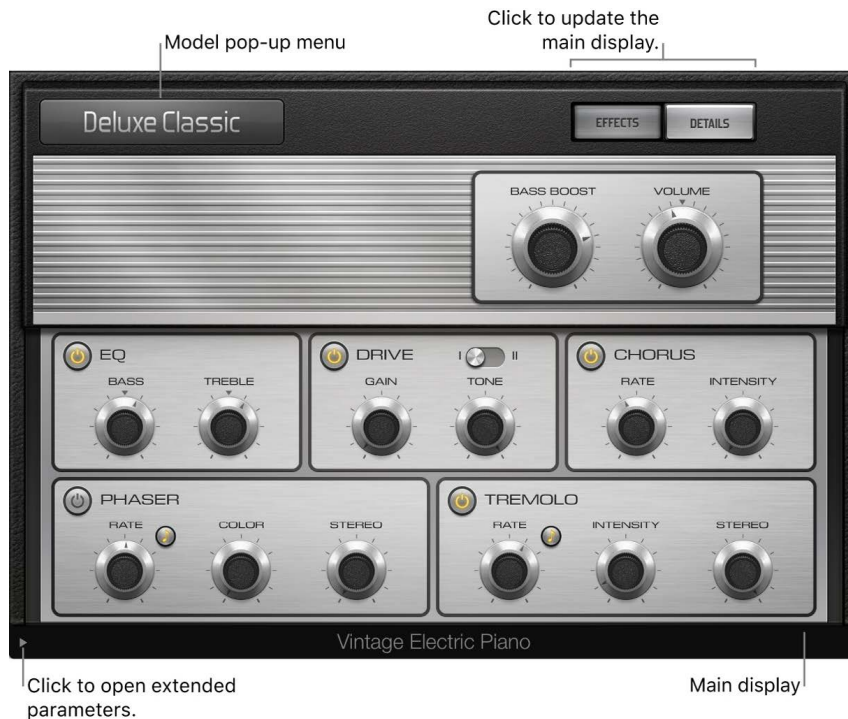 Click to update the
main display.
Model pop-up menu
Deluxe Classic
EFFECTS DETAILS
BASS BOOST VOLUME
EQ
BASS TREBLE
DRIVE I II
GAIN TONE
CHORUS
RATE INTENSITY
PHASER
RATE COLOR STEREO
TREMOLO
RATE INTENSITY STEREO
Vintage Electric Piano
Click to open extended
parameters.
Main display